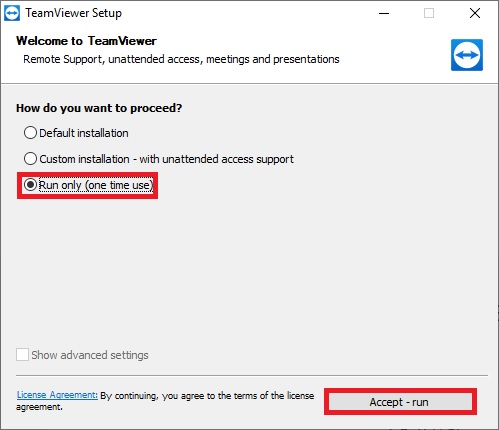 TeamViewer Setup
Welcome to TeamViewer
Remote Support, unattended access, meetings and presentations
How do you want to proceed?
Default installation
Custom installation - with unattended access support
Run only (one time use)
Show advanced settings
License Agreement: By continuing, you agree to the terms of the license
agreement.
Accept - run